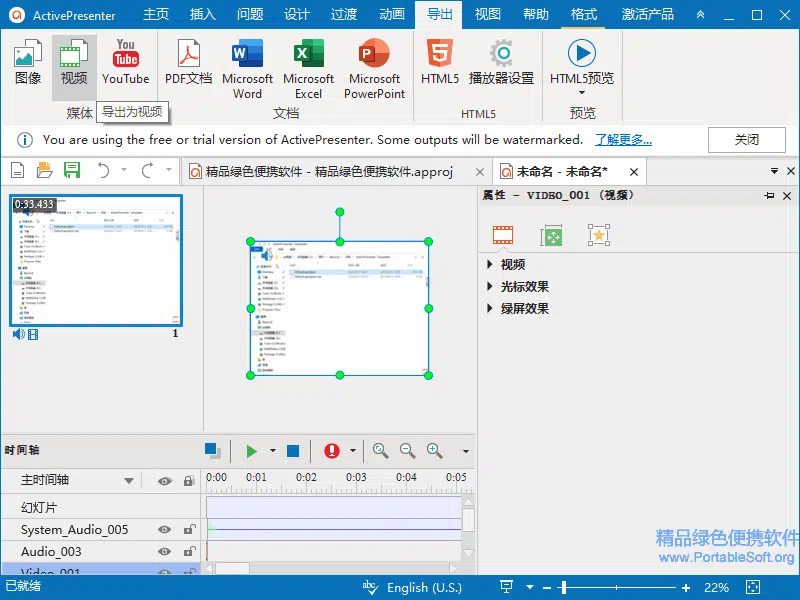 ActivePresenter
主页 插入 问题 设计 过渡 动画 导出 视图 帮助 格式 激活产品
图像 视频 YouTube PDF文档 Microsoft Word Microsoft Excel Microsoft PowerPoint HTML5 播放器设置 HTML5预览
媒体 文档 HTML5 预览
导出为视频
You are using the free or trial version of ActivePresenter. Some outputs will be watermarked. 了解更多... 关闭
精品绿色便携软件 - 精品绿色便携软件.approj
未命名 - 未命名*
属性 - VIDEO_001 (视频)
0:33.433
1
视频
光标效果
绿屏效果
时间轴
主时间轴
0:00 0:01 0:02 0:03 0:04 0:05
幻灯片
System_Audio_005
Audio_003
Video_001
精品绿色便携软件
www.PortableSoft.org
已就绪
English (U.S.)
22%